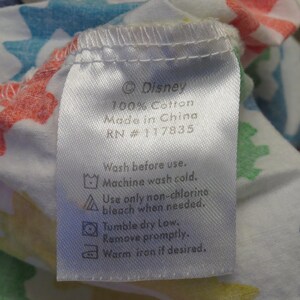 © Disney
100% Cotton
Made in China
RN # 117835
Wash before use.
Machine wash cold.
Use only non-chlorine
bleach when needed.
Tumble dry Low.
Remove promptly.
Warm iron if desired.